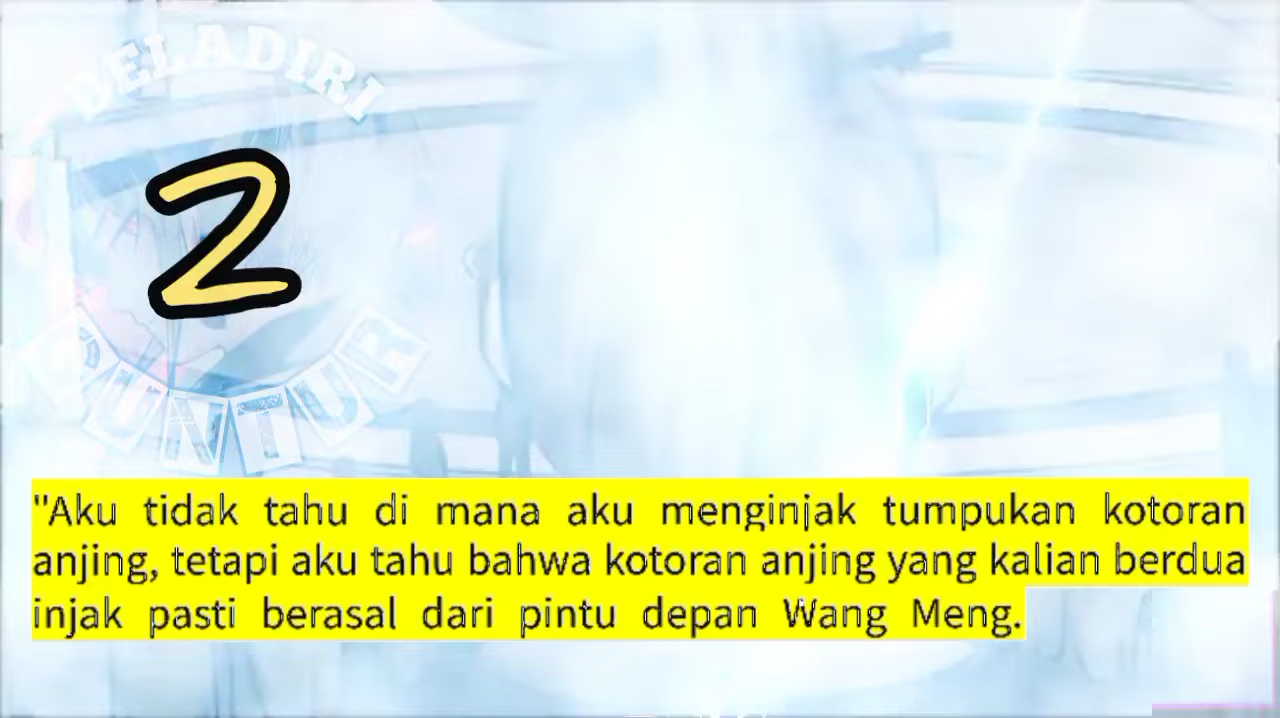 BELADIRI
2
PUNTUR
"Aku tidak tahu di mana aku menginjak tumpukan kotoran
anjing, tetapi aku tahu bahwa kotoran anjing yang kalian berdua
injak pasti berasal dari pintu depan Wang Meng.